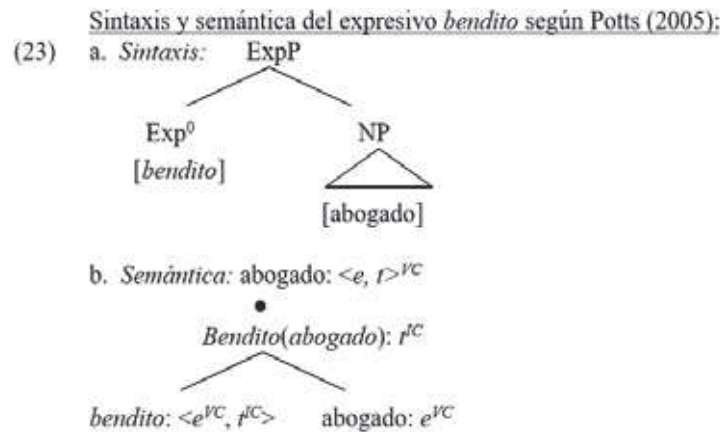 Sintaxis y semántica del expresivo bendito según Potts (2005):
(23) a. Sintaxis: ExpP
Exp⁰ NP
[bendito]
[abogado]
b. Semántica: abogado: <e, t>ⱽᶜ
●
Bendito(abogado): tᴵᶜ
bendito: <eⱽᶜ, tᴵᶜ> abogado: eⱽᶜ